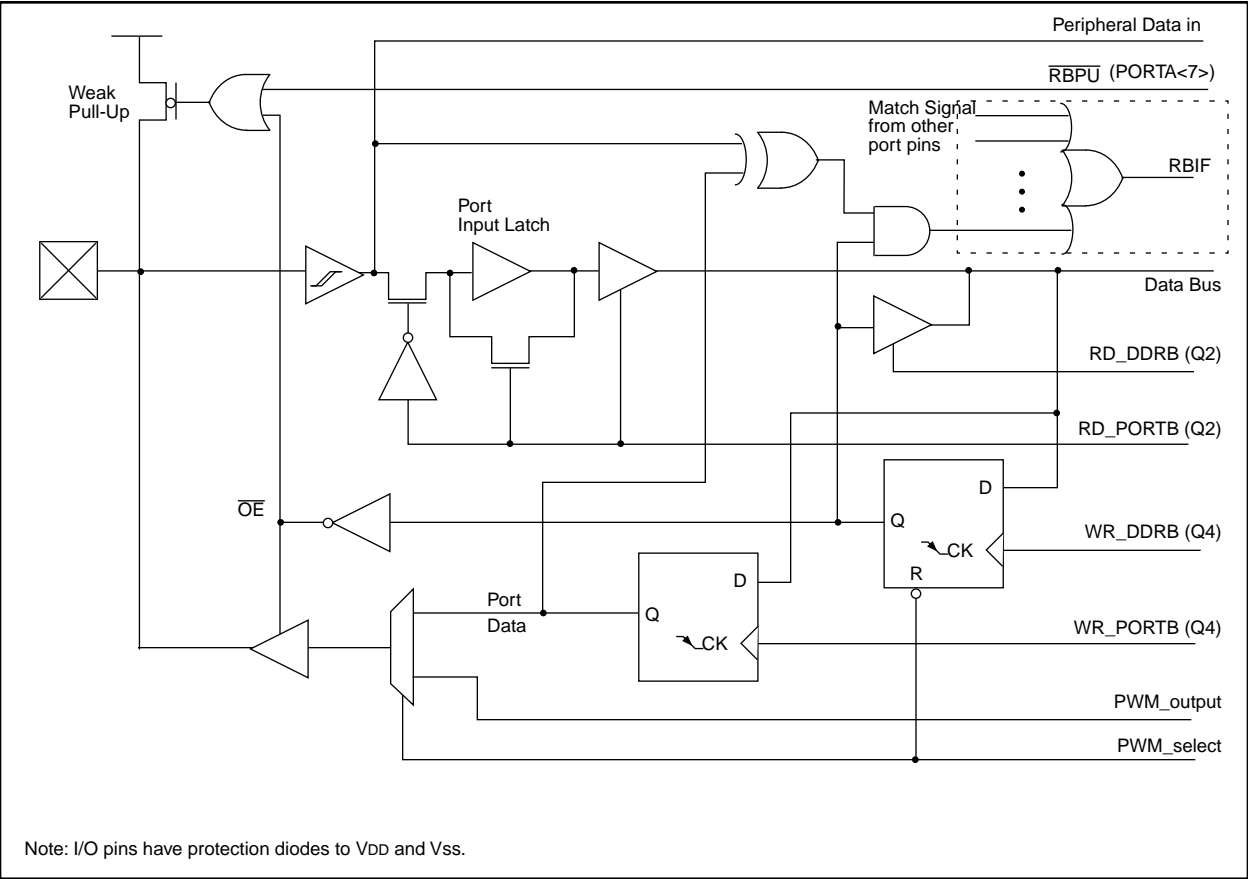 Peripheral Data in
RBPU (PORTA<7>)
Weak
Pull-Up
Match Signal
from other
port pins
RBIF
Port
Input Latch
Data Bus
RD_DDRB (Q2)
RD_PORTB (Q2)
D
OE
Q
WR_DDRB (Q4)
CK
R
D
Port
Data
Q
WR_PORTB (Q4)
CK
PWM_output
PWM_select
Note: I/O pins have protection diodes to VDD and Vss.